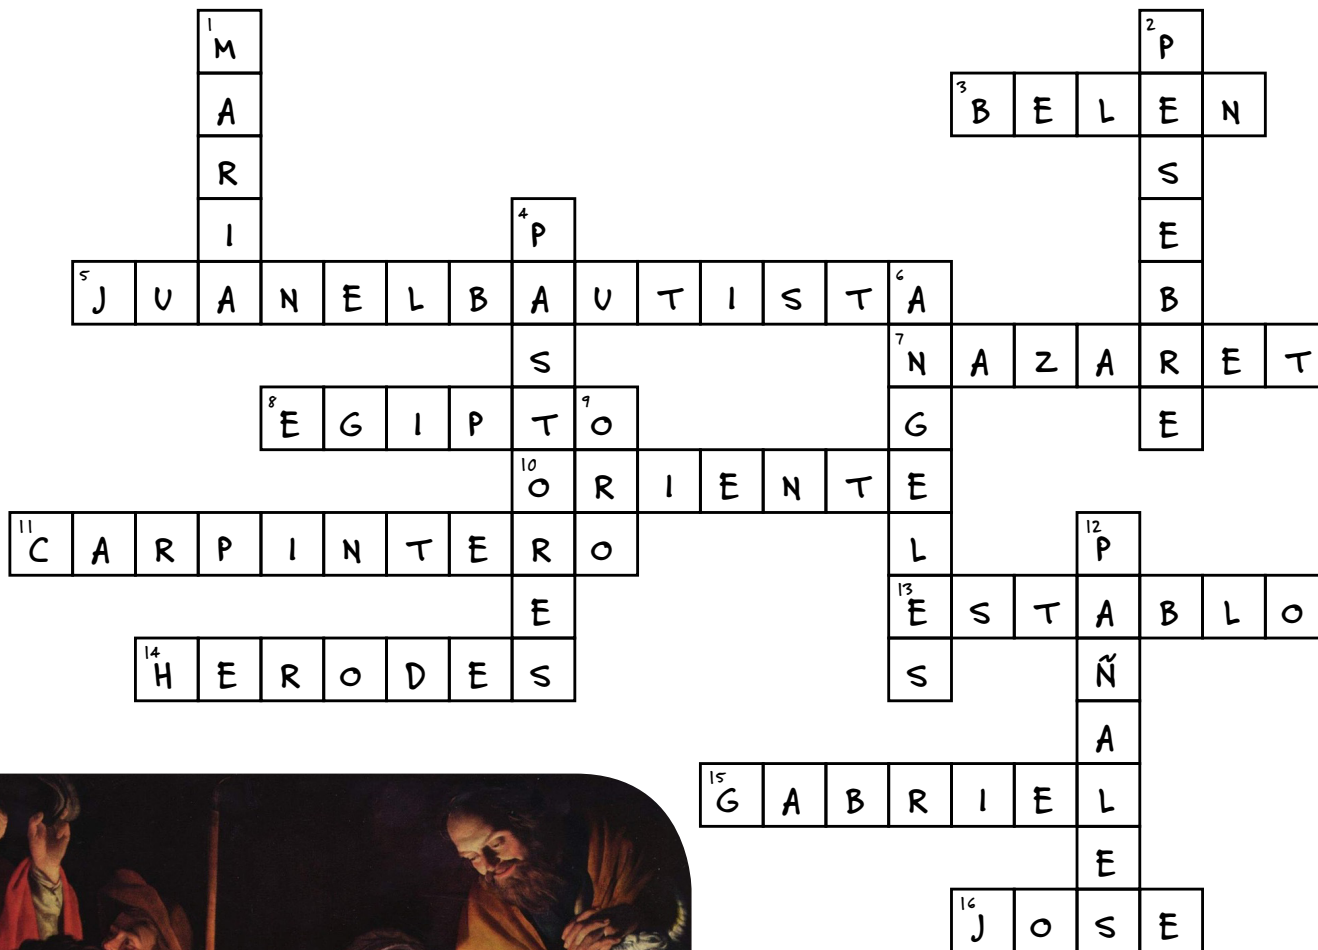 1 M
2 P
A
3 B E L E N
R
S
I
4 P
E
5 J U A N E L B A U T I S T 6 A
B
S
7 N A Z A R E T
8 E G I P T 9 O
G
E
10 O R I E N T E
11 C A R P I N T E R O
L
12 P
E
13 E S T A B L O
14 H E R O D E S
S
Ñ
A
15 G A B R I E L
E
16 J O S E